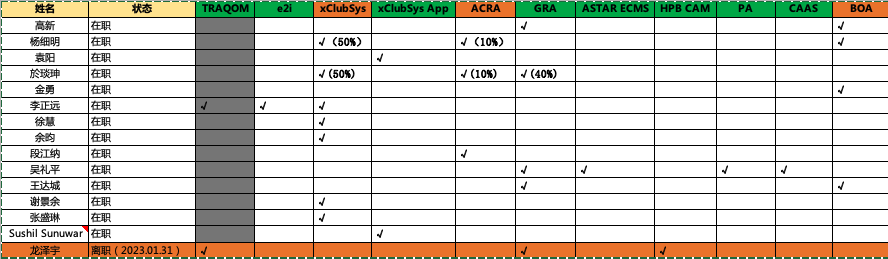 姓名 状态 TRAQOM e2i xClubSys xClubSys App ACRA GRA ASTAR ECMS HPB CAM PA CAAS BOA
高新 在职 √ √
杨细明 在职 √（50%） √（10%） √
袁阳 在职 √
於琰珅 在职 √(50%) √(10%) √(40%)
金勇 在职 √
李正远 在职 √ √ √
徐慧 在职 √
余昀 在职 √
段江纳 在职 √
吴礼平 在职 √ √ √ √
王达城 在职 √ √
谢景余 在职 √
张盛琳 在职 √
Sushil Sunuwar 在职 √
龙泽宇 离职（2023.01.31） √ √ √